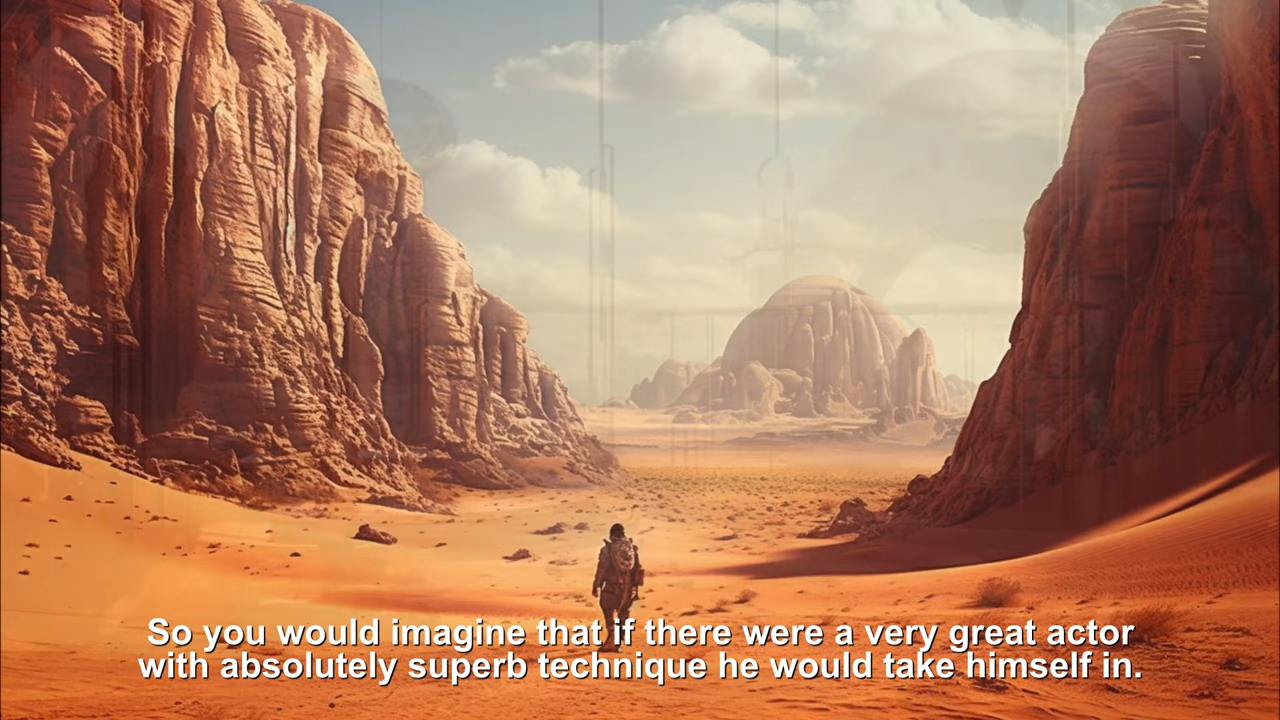 So you would imagine that if there were a very great actor
with absolutely superb technique he would take himself in.